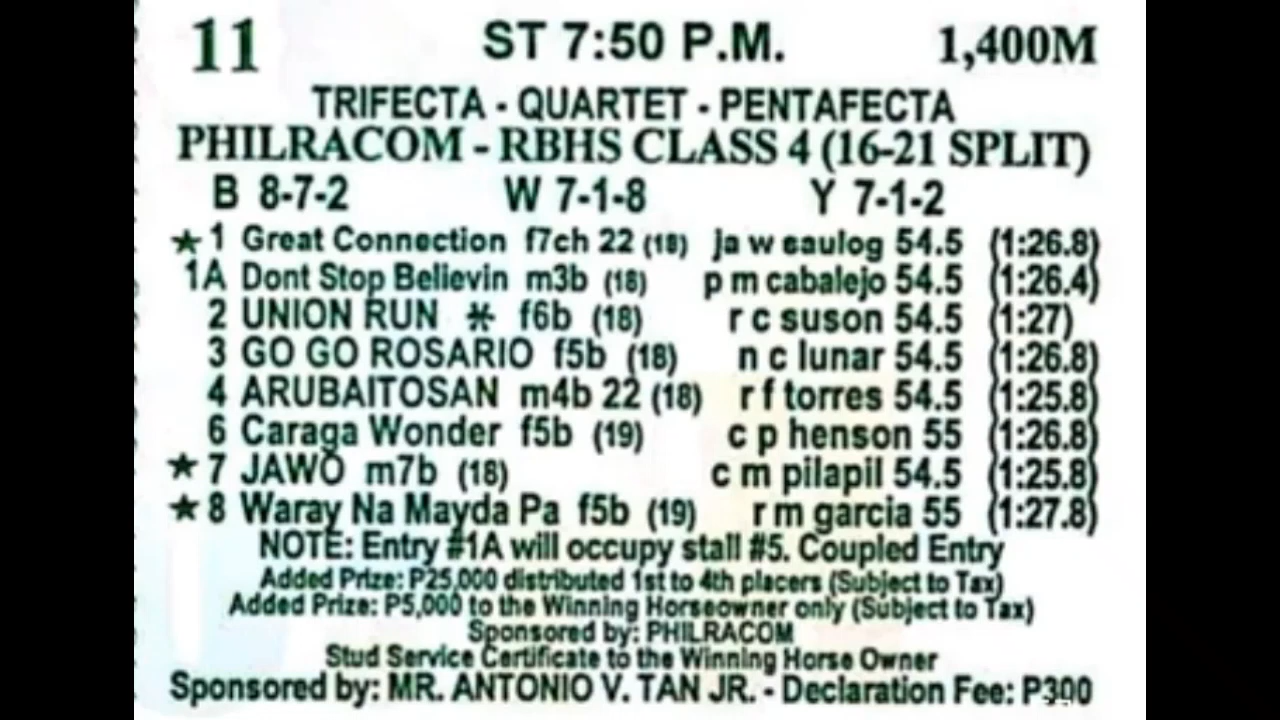 11 ST 7:50 P.M. 1,400M
TRIFECTA - QUARTET - PENTAFECTA
PHILRACOM - RBHS CLASS 4 (16-21 SPLIT)
B 8-7-2 W 7-1-8 Y 7-1-2
★ 1 Great Connection f7ch 22 (18) ja w saulog 54.5 (1:26.8)
1A Dont Stop Believin m3b (18) p m cabalejo 54.5 (1:26.4)
2 UNION RUN ⁎ f6b (18) r c suson 54.5 (1:27)
3 GO GO ROSARIO f5b (18) n c lunar 54.5 (1:26.8)
4 ARUBAITOSAN m4b 22 (18) r f torres 54.5 (1:25.8)
6 Caraga Wonder f5b (19) c p henson 55 (1:26.8)
★ 7 JAWO m7b (18) c m pilapil 54.5 (1:25.8)
★ 8 Waray Na Mayda Pa f5b (19) r m garcia 55 (1:27.8)
NOTE: Entry #1A will occupy stall #5. Coupled Entry
Added Prize: P25,000 distributed 1st to 4th placers (Subject to Tax)
Added Prize: P5,000 to the Winning Horseowner only (Subject to Tax)
Sponsored by: PHILRACOM
Stud Service Certificate to the Winning Horse Owner
Sponsored by: MR. ANTONIO V. TAN JR. - Declaration Fee: P300